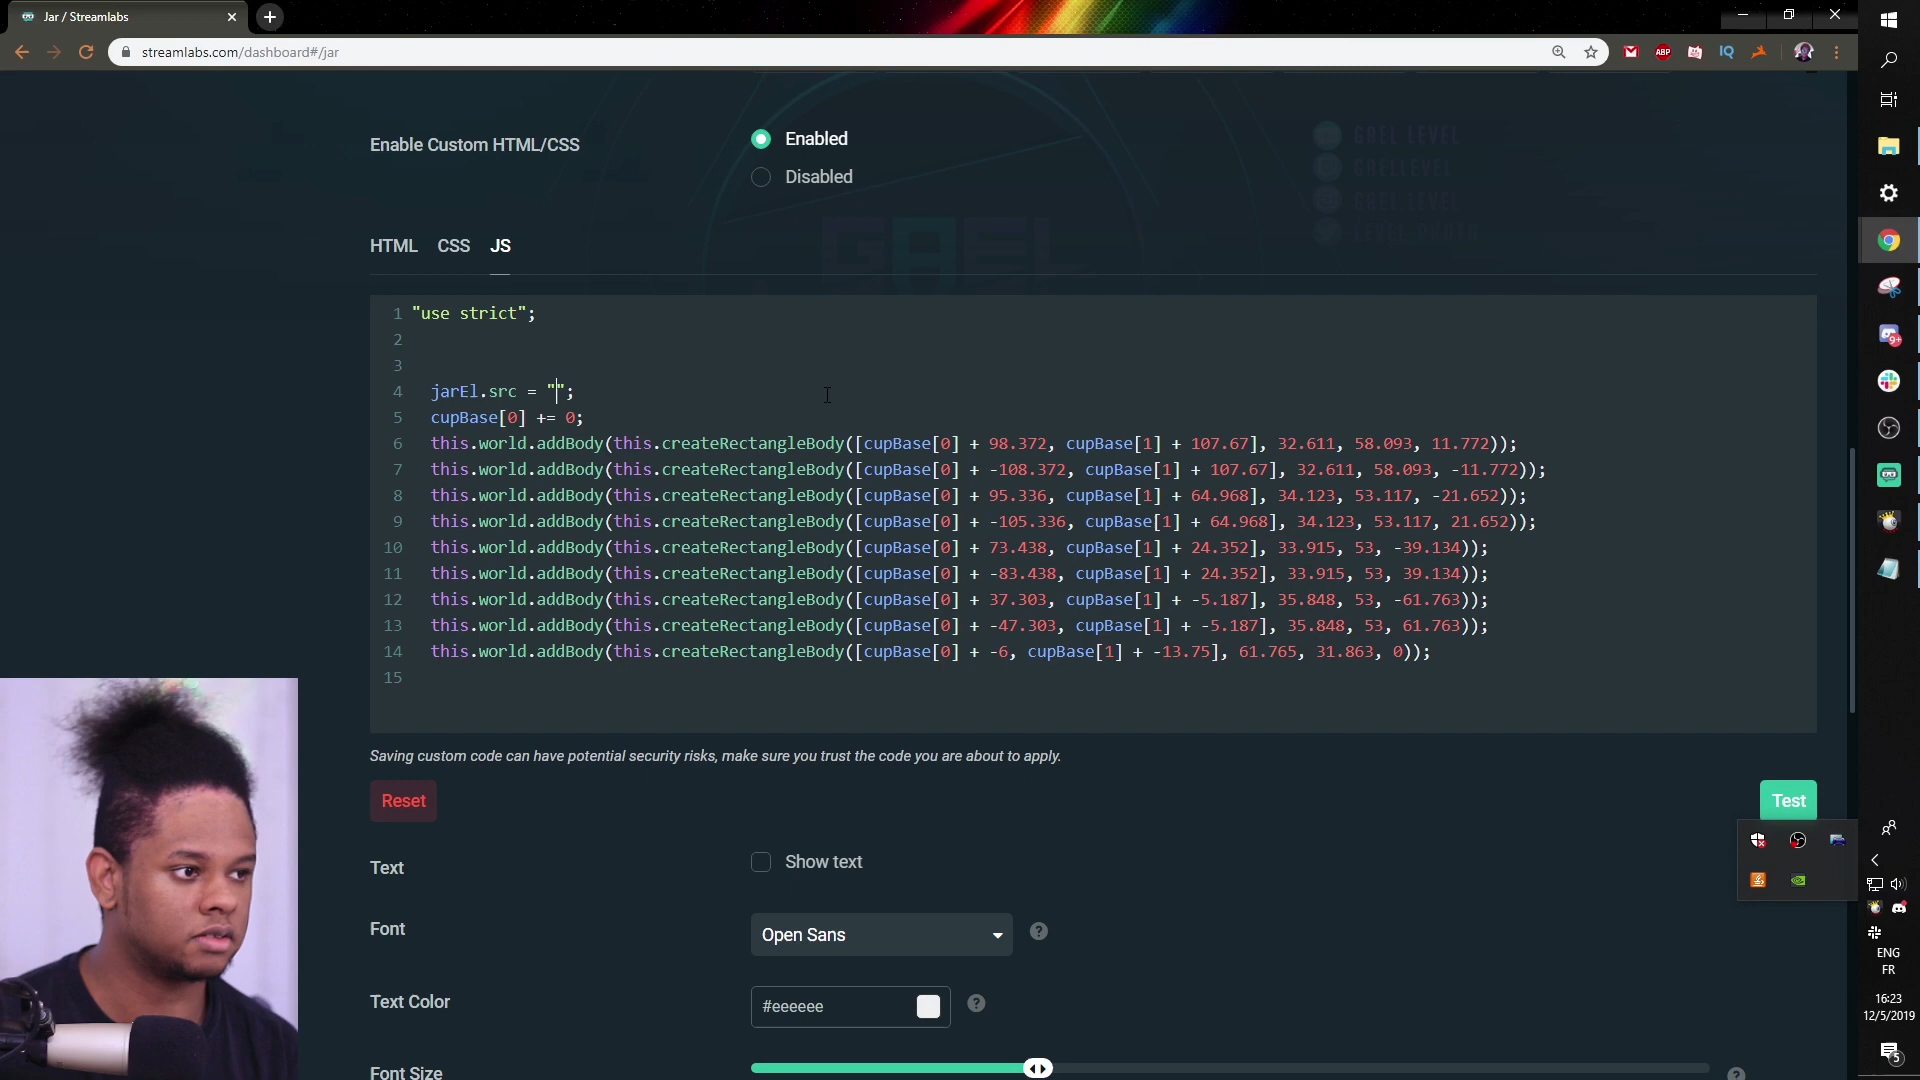 Jar / Streamlabs
streamlabs.com/dashboard#/jar
ABP
IQ
Enable Custom HTML/CSS
Enabled
Disabled
GAEL LEVEL
GAEL
HTML CSS JS
1 "use strict";
2
3
4 jarEl.src = "";
5 cupBase[0] += 0;
6 this.world.addBody(this.createRectangleBody([cupBase[0] + 98.372, cupBase[1] + 107.67], 32.611, 58.093, 11.772));
7 this.world.addBody(this.createRectangleBody([cupBase[0] + -108.372, cupBase[1] + 107.67], 32.611, 58.093, -11.772));
8 this.world.addBody(this.createRectangleBody([cupBase[0] + 95.336, cupBase[1] + 64.968], 34.123, 53.117, -21.652));
9 this.world.addBody(this.createRectangleBody([cupBase[0] + -105.336, cupBase[1] + 64.968], 34.123, 53.117, 21.652));
10 this.world.addBody(this.createRectangleBody([cupBase[0] + 73.438, cupBase[1] + 24.352], 33.915, 53, -39.134));
11 this.world.addBody(this.createRectangleBody([cupBase[0] + -83.438, cupBase[1] + 24.352], 33.915, 53, 39.134));
12 this.world.addBody(this.createRectangleBody([cupBase[0] + 37.303, cupBase[1] + -5.187], 35.848, 53, -61.763));
13 this.world.addBody(this.createRectangleBody([cupBase[0] + -47.303, cupBase[1] + -5.187], 35.848, 53, 61.763));
14 this.world.addBody(this.createRectangleBody([cupBase[0] + -6, cupBase[1] + -13.75], 61.765, 31.863, 0));
15
Saving custom code can have potential security risks, make sure you trust the code you are about to apply.
Reset
Test
Text
Show text
Font
Open Sans
Text Color
#eeeeee
Font Size
9+
ENG
FR
16:23
12/5/2019
5